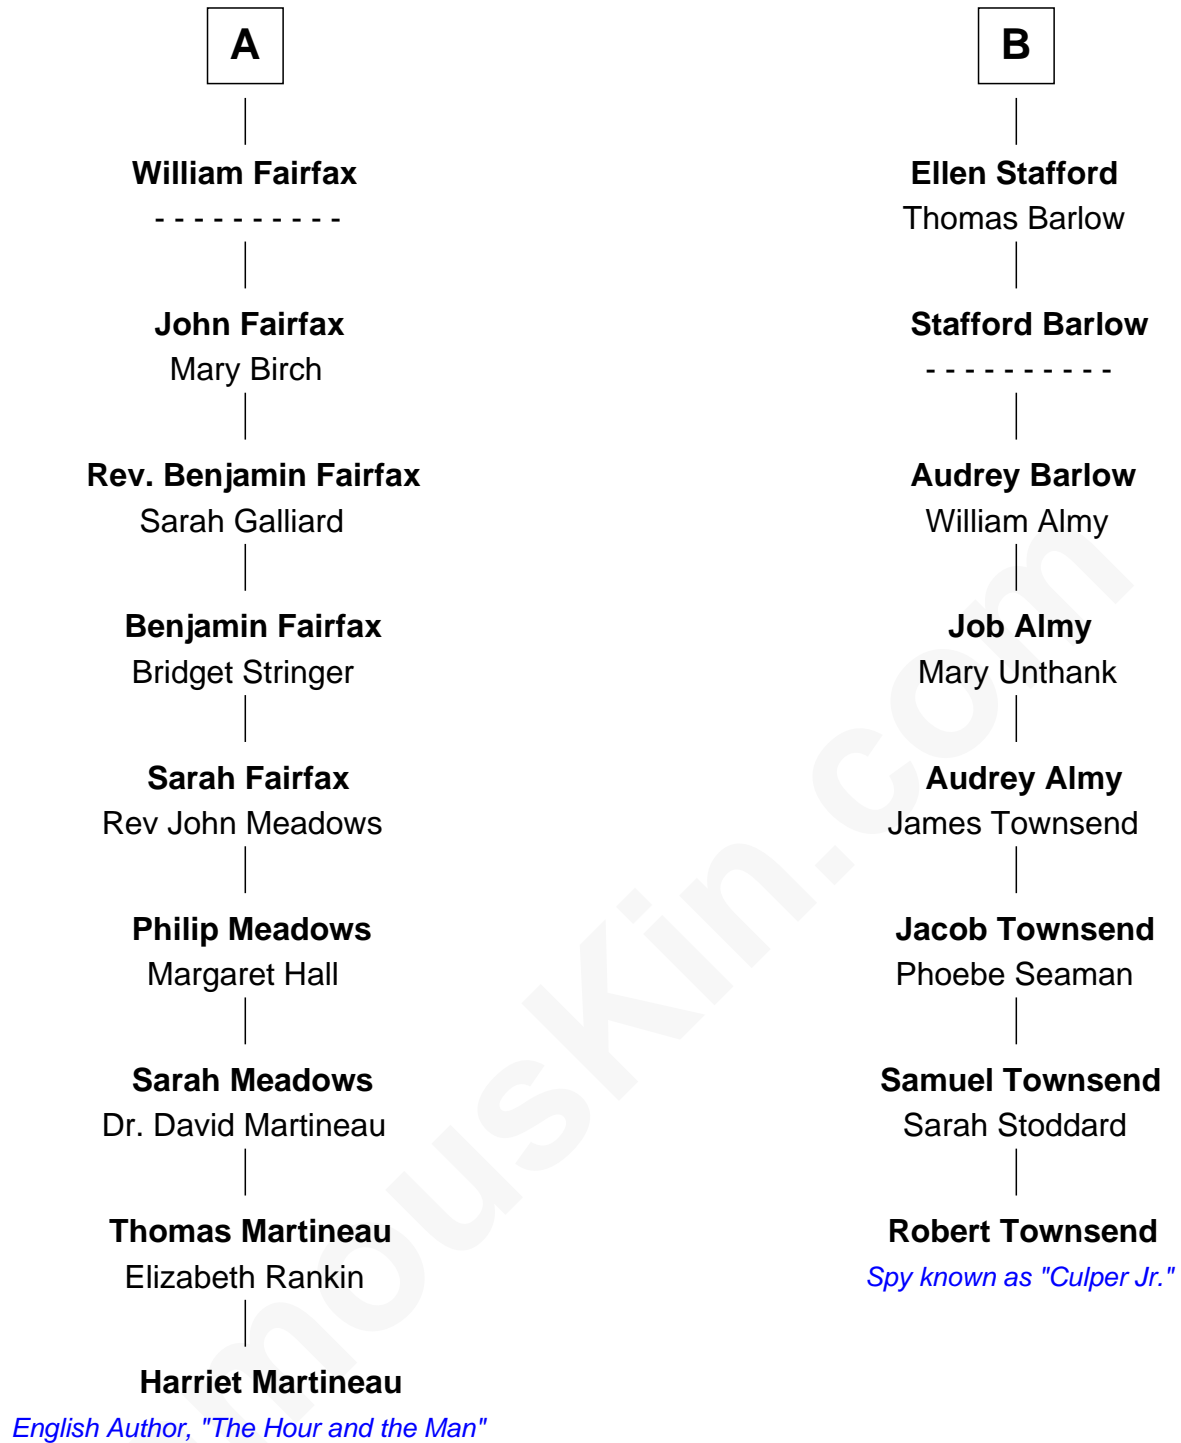 A
William Fairfax
- - - - - - - - - -
John Fairfax
Mary Birch
Rev. Benjamin Fairfax
Sarah Galliard
Benjamin Fairfax
Bridget Stringer
Sarah Fairfax
Rev John Meadows
Philip Meadows
Margaret Hall
Sarah Meadows
Dr. David Martineau
Thomas Martineau
Elizabeth Rankin
Harriet Martineau
English Author, "The Hour and the Man"
B
Ellen Stafford
Thomas Barlow
Stafford Barlow
- - - - - - - - - -
Audrey Barlow
William Almy
Job Almy
Mary Unthank
Audrey Almy
James Townsend
Jacob Townsend
Phoebe Seaman
Samuel Townsend
Sarah Stoddard
Robert Townsend
Spy known as "Culper Jr."
mouskin.com